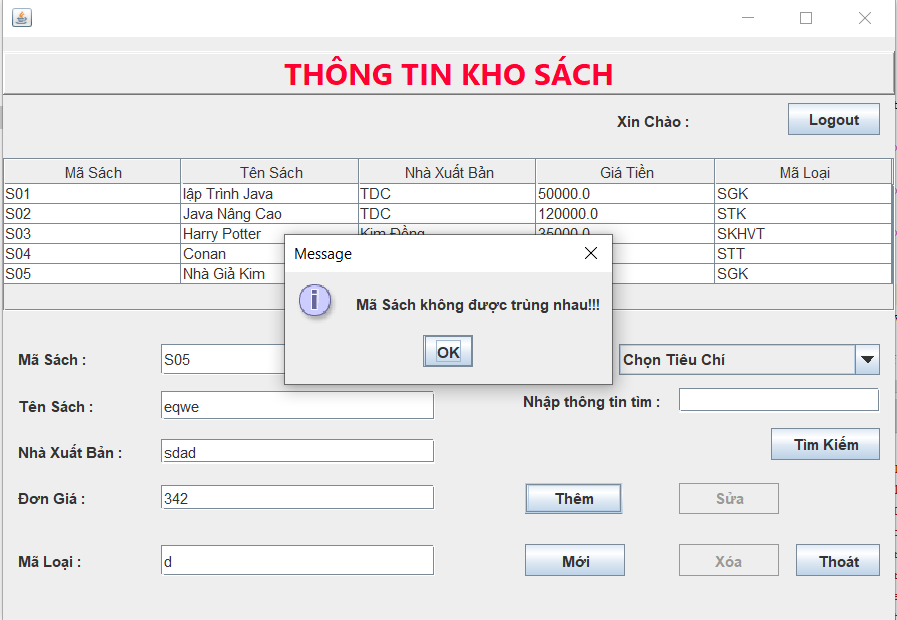 THÔNG TIN KHO SÁCH
Xin Chào :
Logout
Mã Sách Tên Sách Nhà Xuất Bản Giá Tiền Mã Loại
S01 lập Trình Java TDC 50000.0 SGK
S02 Java Nâng Cao TDC 120000.0 STK
S03 Harry Potter Kim Đồng 35000.0 SKHVT
S04 Conan STT
S05 Nhà Giả Kim SGK
Message
Mã Sách không được trùng nhau!!!
OK
Mã Sách : S05
Chọn Tiêu Chí
Tên Sách : eqwe
Nhập thông tin tìm :
Nhà Xuất Bản : sdad
Tìm Kiếm
Đơn Giá : 342
Thêm Sửa
Mã Loại : d
Mới Xóa Thoát